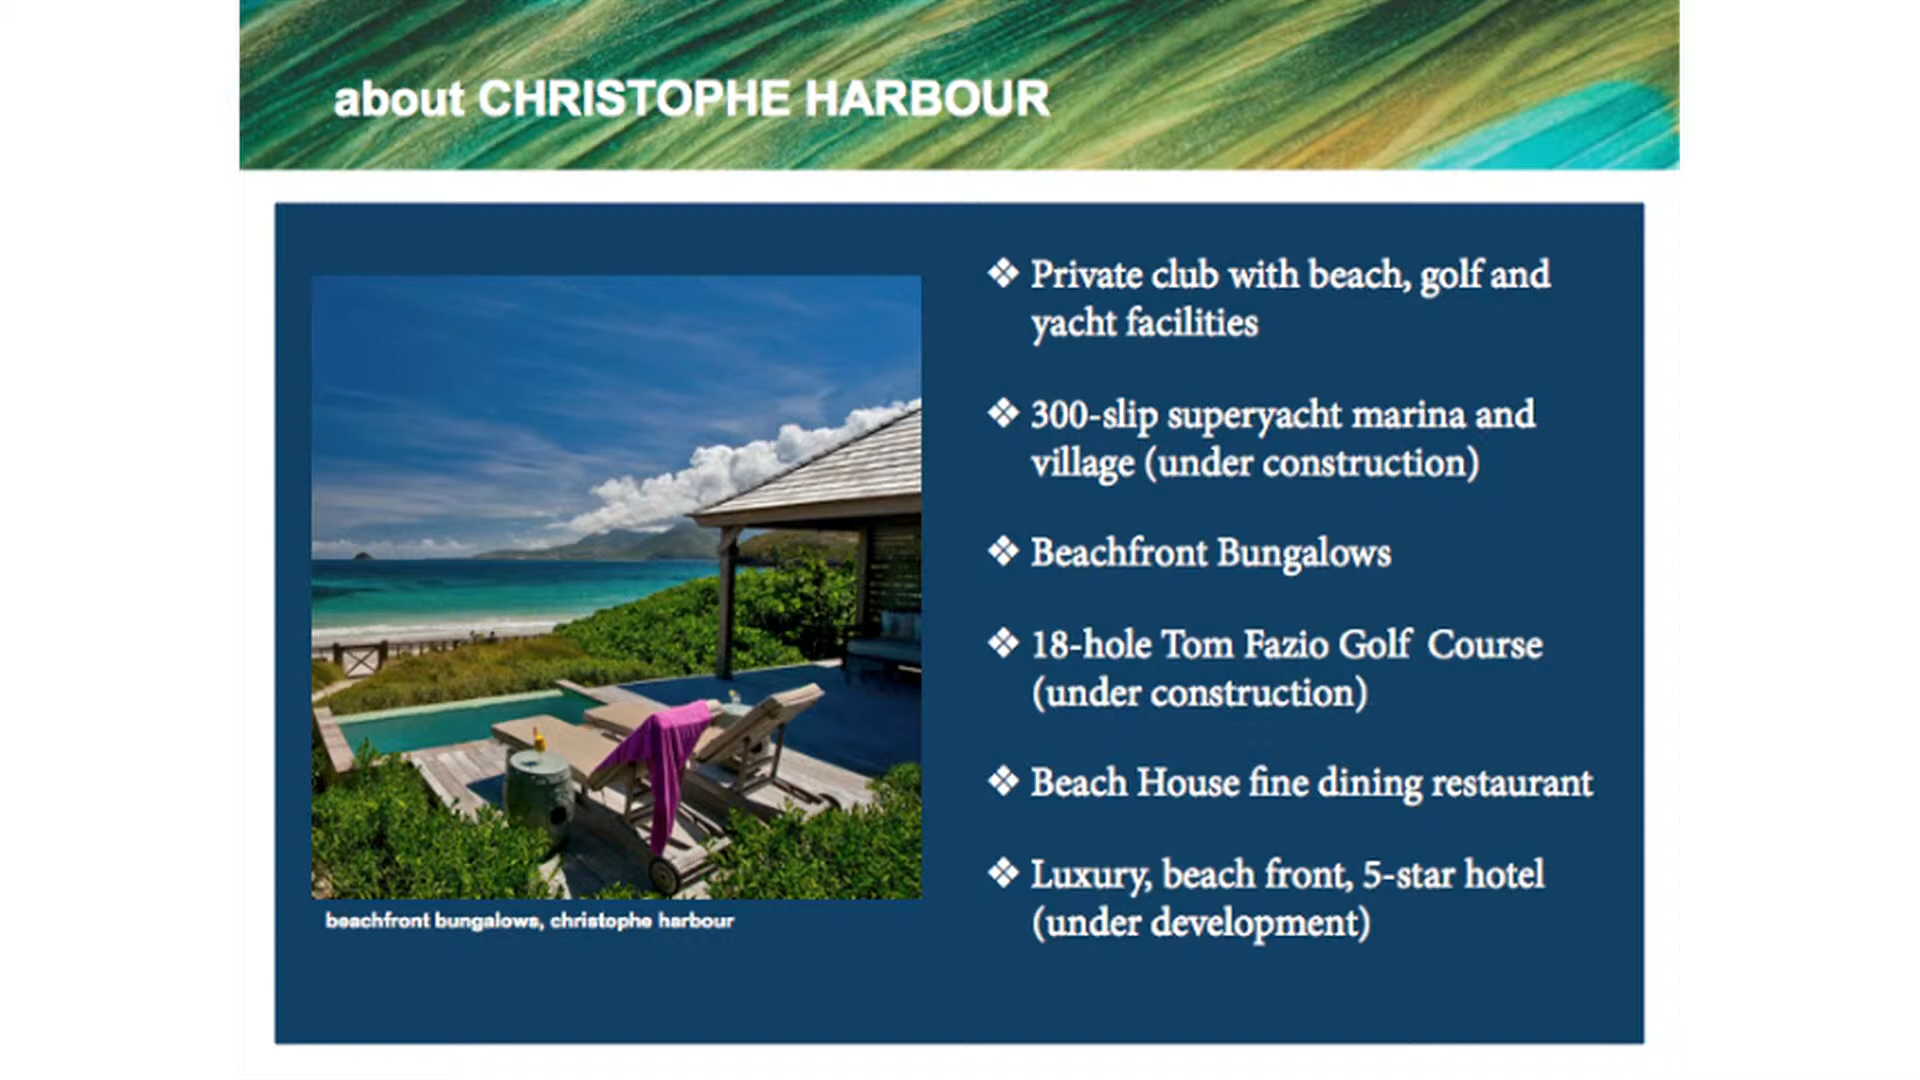 about CHRISTOPHE HARBOUR
❖ Private club with beach, golf and
yacht facilities
❖ 300-slip superyacht marina and
village (under construction)
❖ Beachfront Bungalows
❖ 18-hole Tom Fazio Golf Course
(under construction)
❖ Beach House fine dining restaurant
❖ Luxury, beach front, 5-star hotel
(under development)
beachfront bungalows, christophe harbour